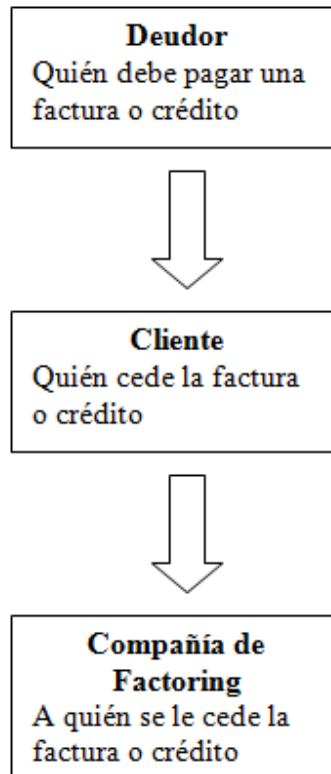 Deudor
Quién debe pagar una
factura o crédito
Cliente
Quién cede la factura
o crédito
Compañía de
Factoring
A quién se le cede la
factura o crédito